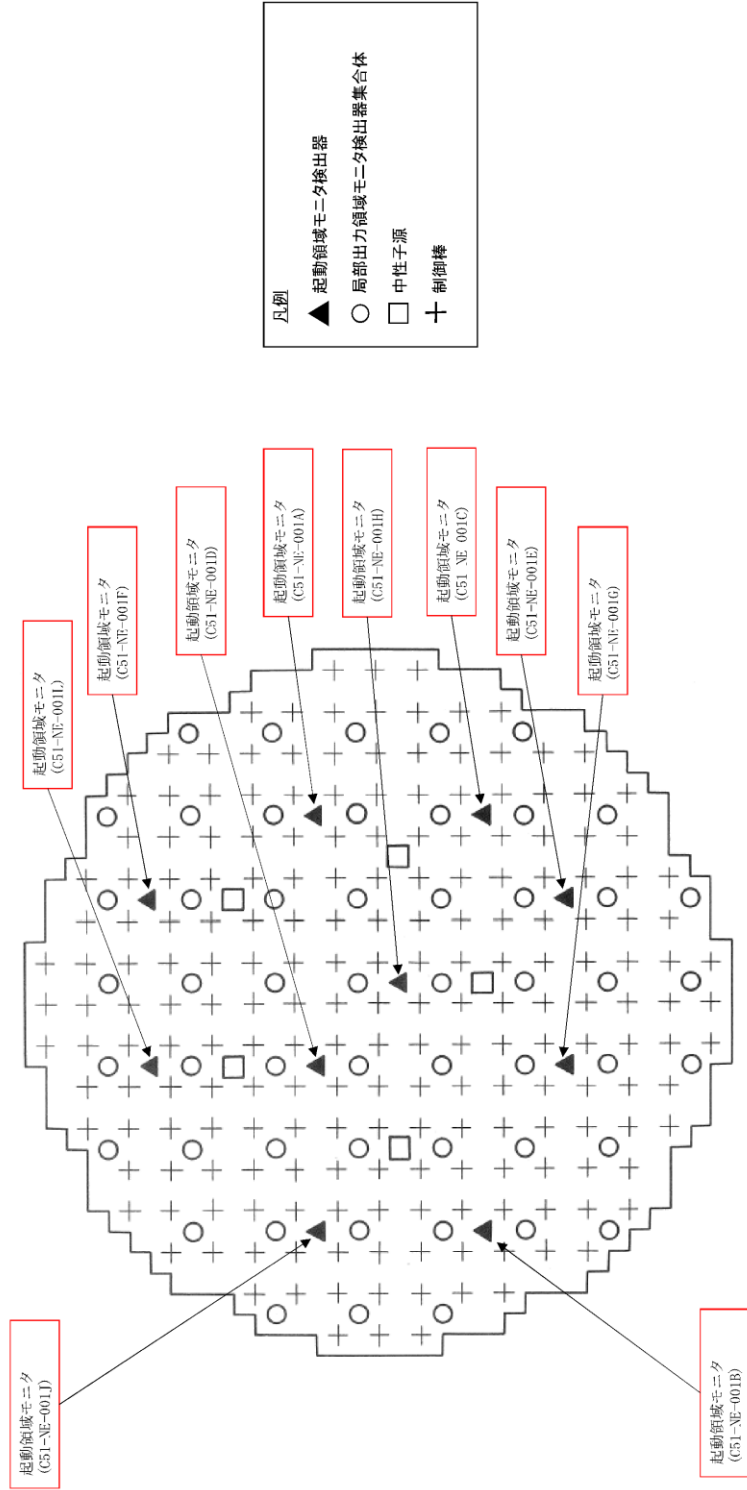 起動領域モニタ
(C51-NE-001J)
起動領域モニタ
(C51-NE-001L)
起動領域モニタ
(C51-NE-001F)
起動領域モニタ
(C51-NE-001D)
起動領域モニタ
(C51-NE-001A)
起動領域モニタ
(C51-NE-001H)
起動領域モニタ
(C51 NE 001C)
起動領域モニタ
(C51-NE-001E)
起動領域モニタ
(C51-NE-001G)
起動領域モニタ
(C51-NE-001B)
凡例
起動領域モニタ検出器
局部出力領域モニタ検出器集合体
中性子源
制御棒